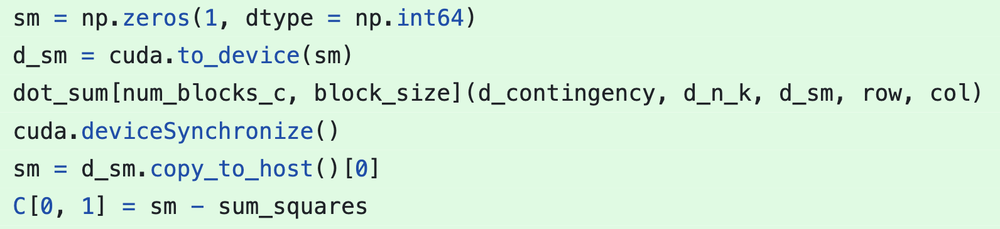 sm = np.zeros(1, dtype = np.int64)
d_sm = cuda.to_device(sm)
dot_sum[num_blocks_c, block_size](d_contingency, d_n_k, d_sm, row, col)
cuda.deviceSynchronize()
sm = d_sm.copy_to_host()[0]
C[0, 1] = sm - sum_squares